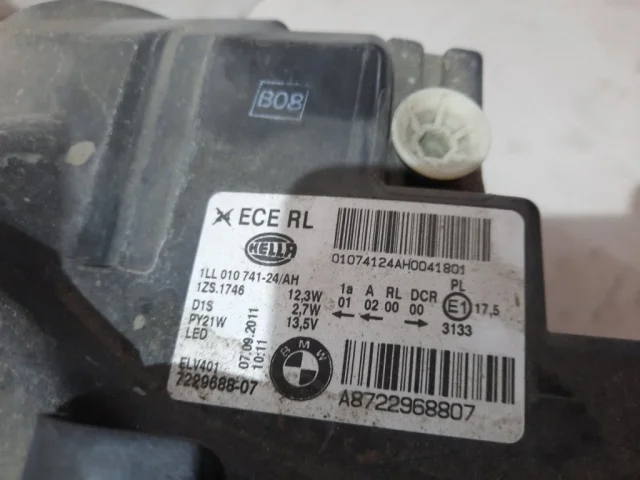 B08
ECE RL
HELLA
01074124AH0041801
1LL 010 741-24/AH
1ZS.1746
D1S 12,3W
PY21W 2,7W
LED 13,5V
07.09.2011
10:11
1a A RL DCR PL
01 02 00 00 E1 17,5
3133
ELV401
7229688-07
BMW
A8722968807